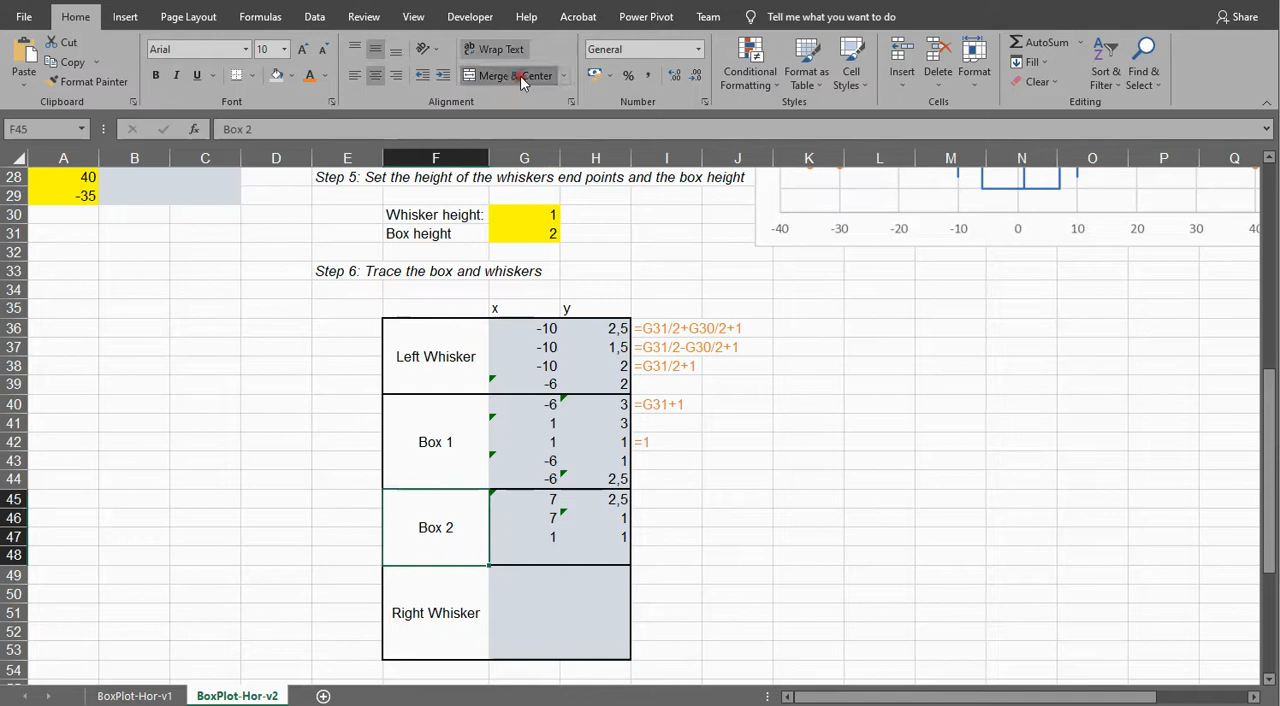 File Home Insert Page Layout Formulas Data Review View Developer Help Acrobat Power Pivot Team Tell me what you want to do Share
Paste Cut Copy Format Painter Clipboard
Arial 10 A A B I U A Font
ab Wrap Text Merge & Center Alignment
General % , Number
Conditional Formatting Format as Table Cell Styles Styles
Insert Delete Format Cells
AutoSum Fill Clear Sort & Filter Find & Select Editing
F45 fx Box 2
A B C D E F G H I J K L M N O P Q
28 40 Step 5: Set the height of the whiskers end points and the box height
29 -35
30 Whisker height: 1
31 Box height 2
-40 -30 -20 -10 0 10 20 30 40
32
33 Step 6: Trace the box and whiskers
34
35 x y
36 -10 2,5 =G31/2+G30/2+1
37 Left Whisker -10 1,5 =G31/2-G30/2+1
38 -10 2 =G31/2+1
39 -6 2
40 -6 3 =G31+1
41 1 3
42 Box 1 1 1 =1
43 -6 1
44 -6 2,5
45 7 2,5
46 Box 2 7 1
47 1 1
48
49
50
51 Right Whisker
52
53
54
BoxPlot-Hor-v1 BoxPlot-Hor-v2